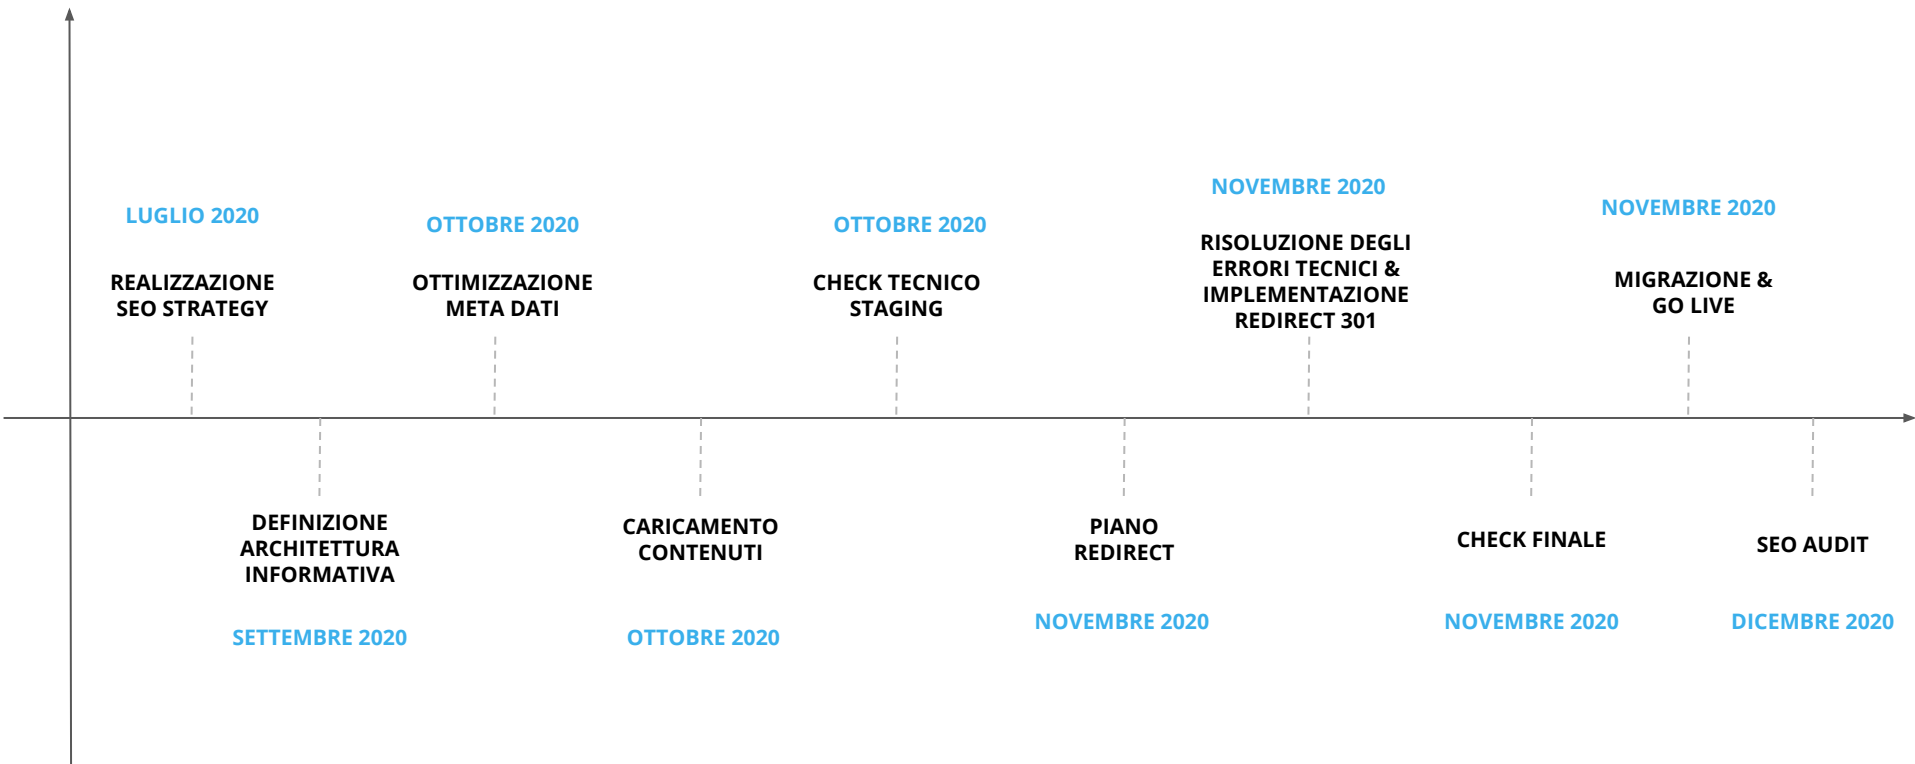 LUGLIO 2020
REALIZZAZIONE
SEO STRATEGY
OTTOBRE 2020
OTTIMIZZAZIONE
META DATI
OTTOBRE 2020
CHECK TECNICO
STAGING
NOVEMBRE 2020
RISOLUZIONE DEGLI
ERRORI TECNICI &
IMPLEMENTAZIONE
REDIRECT 301
NOVEMBRE 2020
MIGRAZIONE &
GO LIVE
DEFINIZIONE
ARCHITETTURA
INFORMATIVA
SETTEMBRE 2020
CARICAMENTO
CONTENUTI
OTTOBRE 2020
PIANO
REDIRECT
NOVEMBRE 2020
CHECK FINALE
NOVEMBRE 2020
SEO AUDIT
DICEMBRE 2020